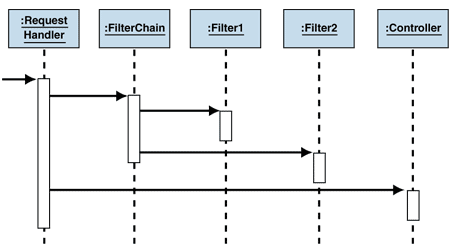 :Request
Handler
:FilterChain
:Filter1
:Filter2
:Controller